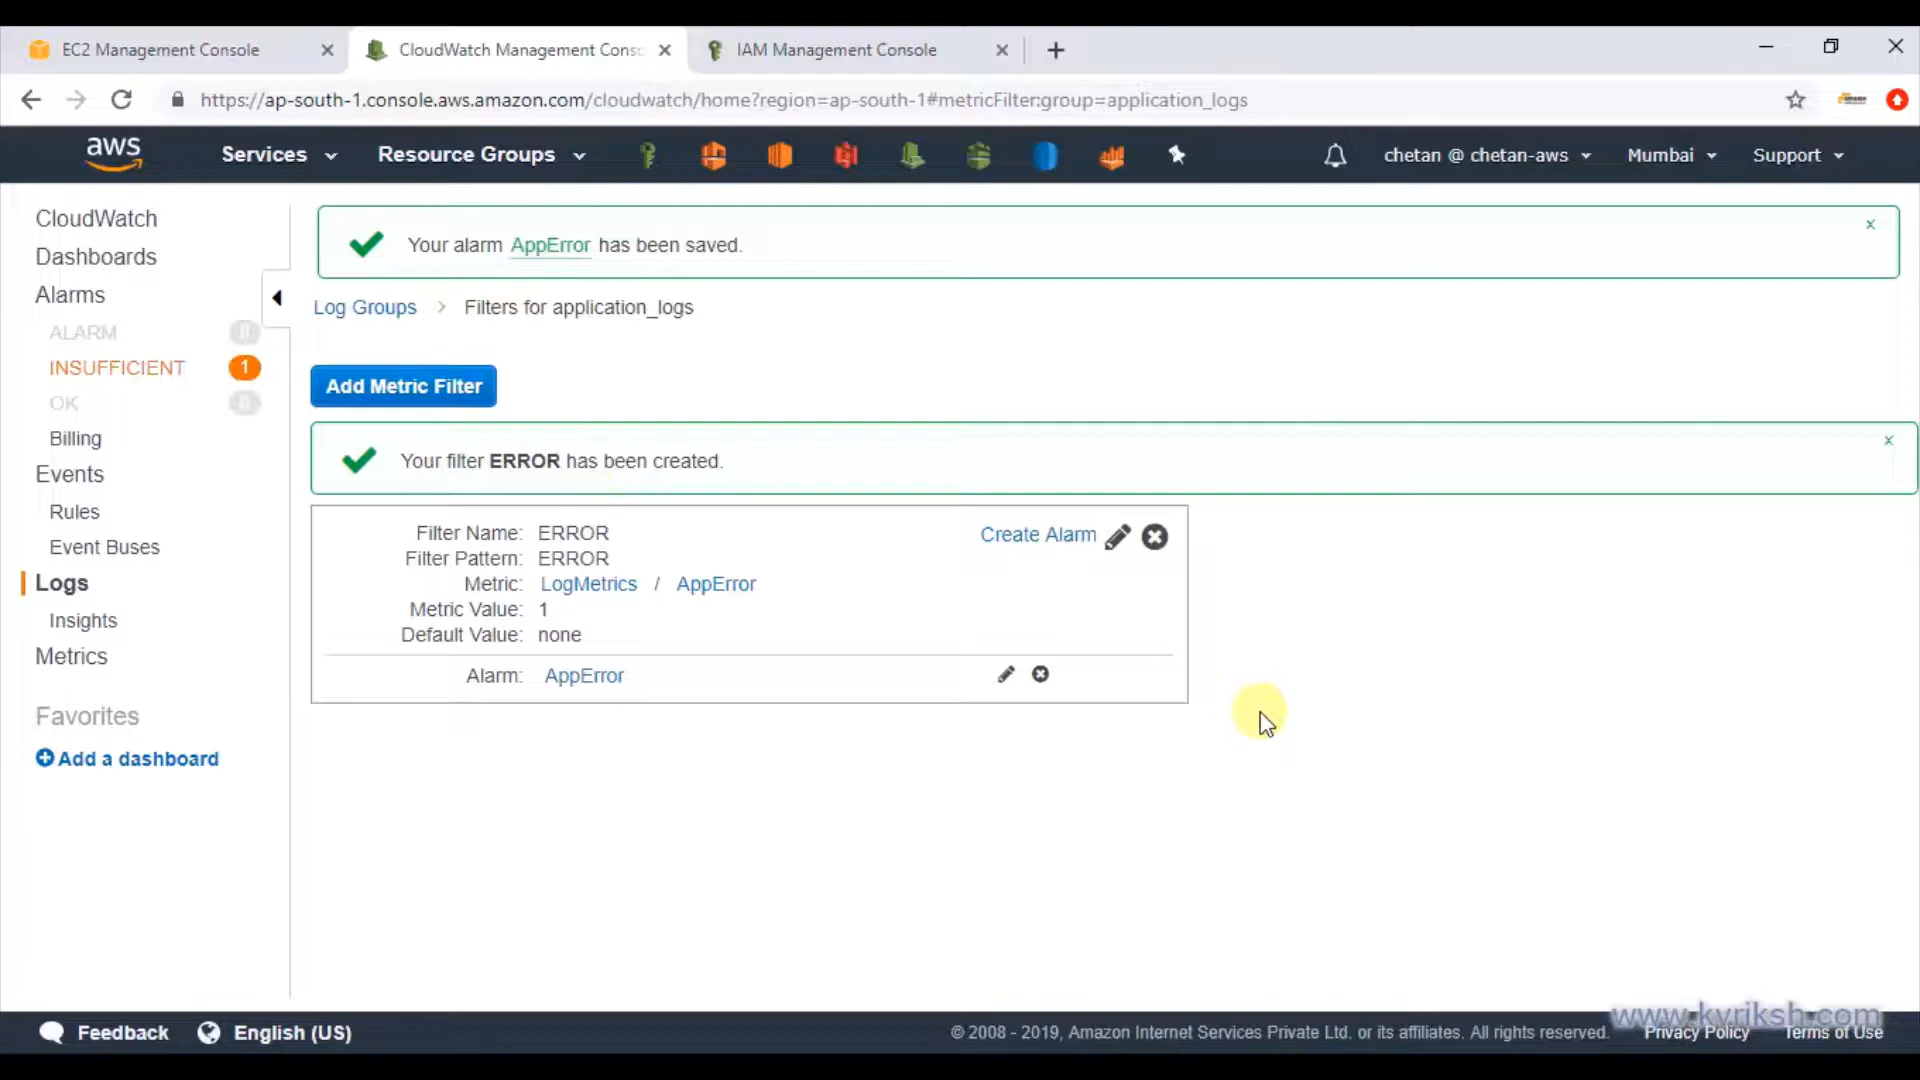 EC2 Management Console
CloudWatch Management Conso
IAM Management Console
https://ap-south-1.console.aws.amazon.com/cloudwatch/home?region=ap-south-1#metricFilter:group=application_logs
aws
Services
Resource Groups
chetan @ chetan-aws
Mumbai
Support
CloudWatch
Dashboards
Alarms
ALARM
INSUFFICIENT 1
OK
Billing
Events
Rules
Event Buses
Logs
Insights
Metrics
Favorites
Add a dashboard
Your alarm AppError has been saved.
x
Log Groups
Filters for application_logs
Add Metric Filter
Your filter ERROR has been created.
x
Filter Name: ERROR
Create Alarm
Filter Pattern: ERROR
Metric: LogMetrics / AppError
Metric Value: 1
Default Value: none
Alarm: AppError
www.kvriksh.com
Feedback
English (US)
© 2008 - 2019, Amazon Internet Services Private Ltd. or its affiliates. All rights reserved.
Privacy Policy
Terms of Use